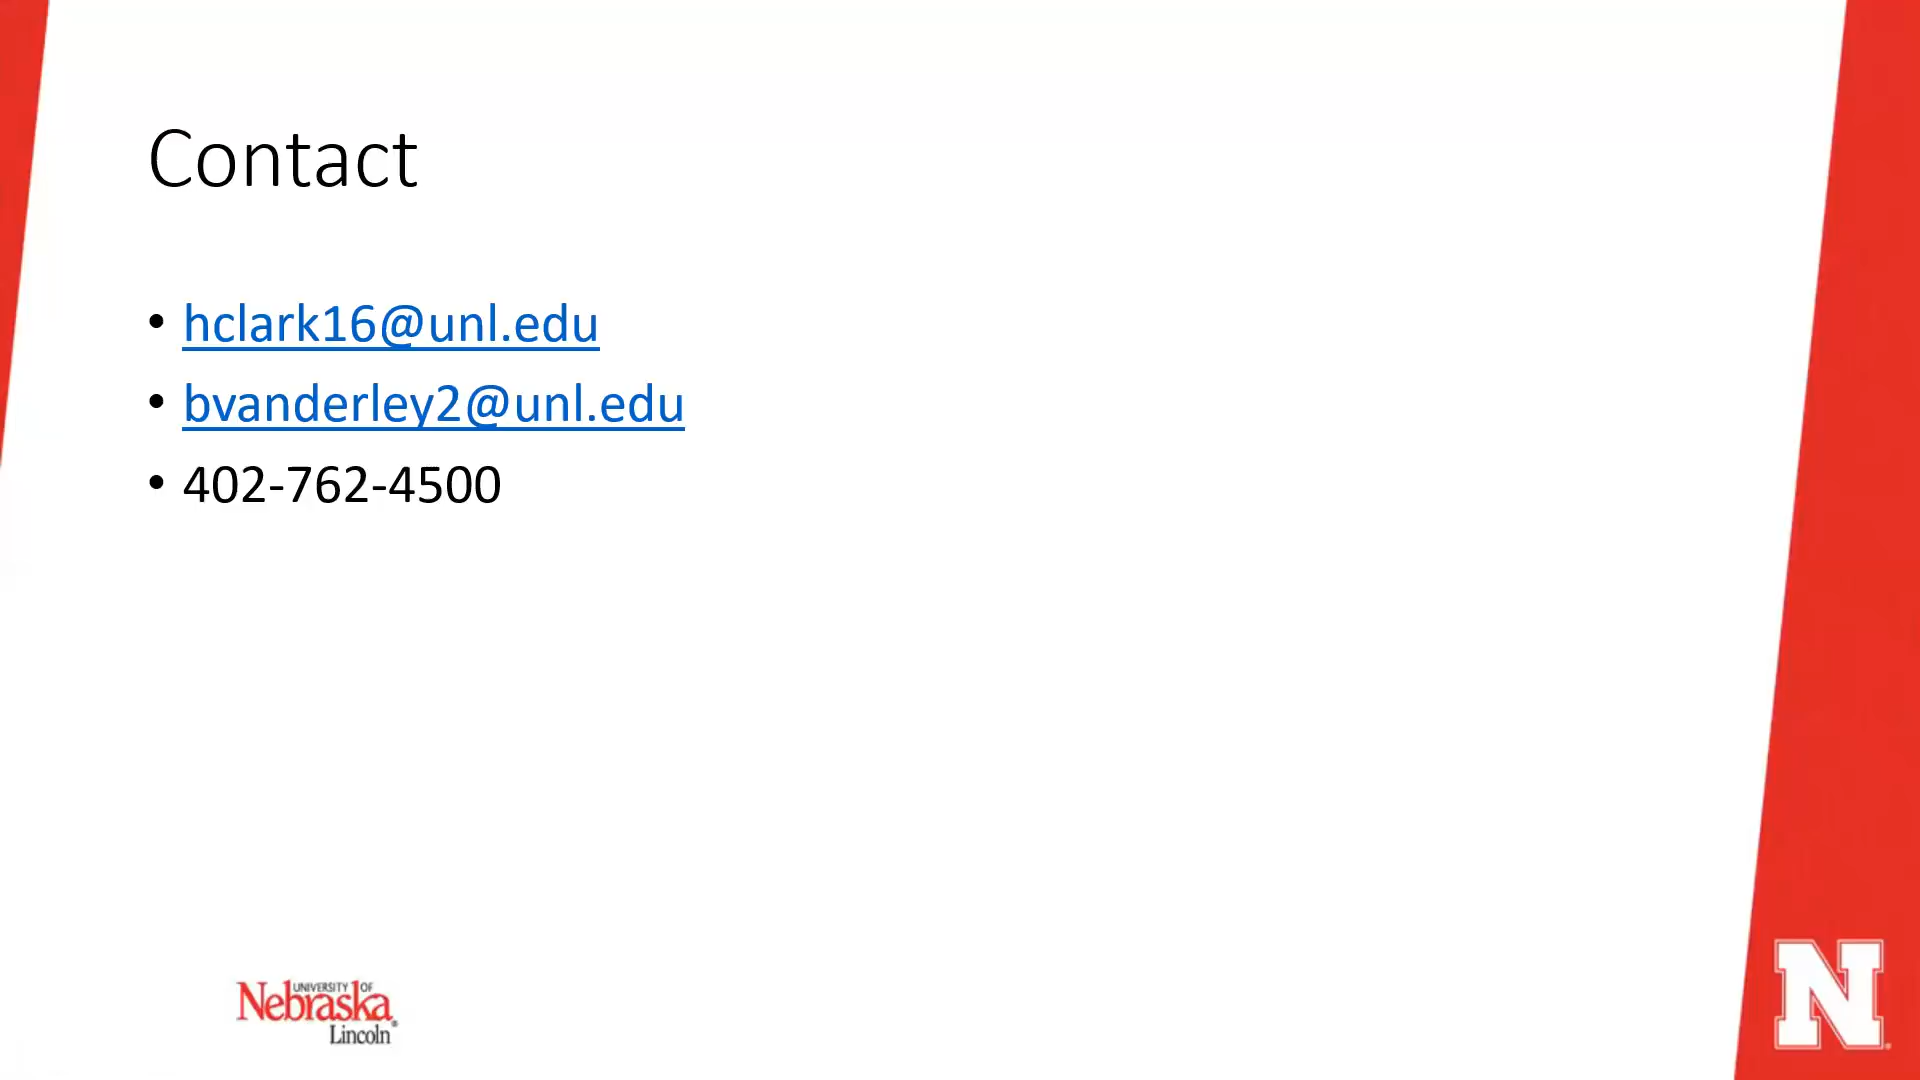 Contact
• hclark16@unl.edu
• bvanderley2@unl.edu
• 402-762-4500
UNIVERSITY OF
Nebraska
Lincoln®
N®